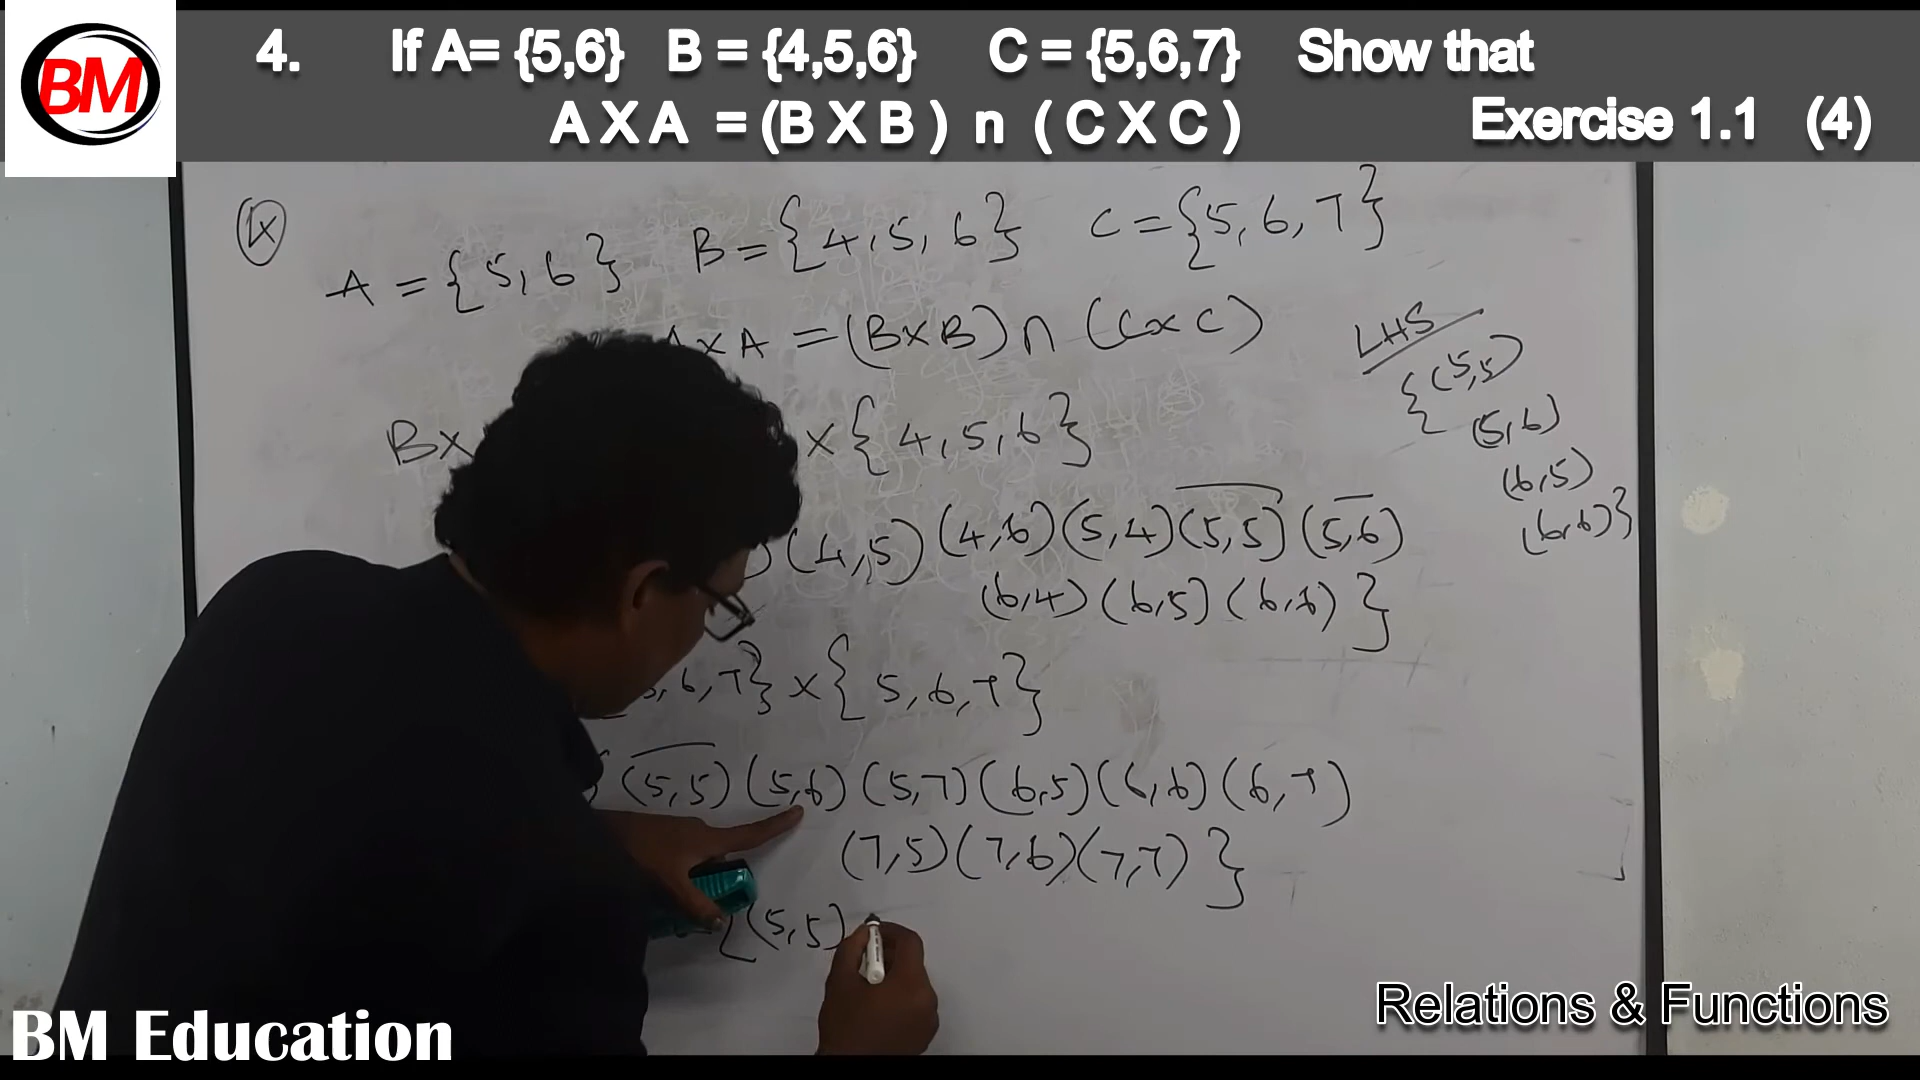 BM
4. If A= {5,6} B = {4,5,6} C = {5,6,7} Show that
A X A = (B X B ) n ( C X C )
Exercise 1.1 (4)
4
A = {5,6} B = {4,5,6} C = {5,6,7}
A×A = (B×B) ∩ (C×C)
LHS
{(5,5)
(5,6)
(6,5)
(6,6)}
B× × {4,5,6}
) (4,5) (4,6) (5,4) (5,5) (5,6)
(6,4) (6,5) (6,6) }
5,6,7} × {5,6,7}
{ (5,5) (5,6) (5,7) (6,5) (6,6) (6,7)
(7,5) (7,6) (7,7) }
{(5,5)
Relations & Functions
BM Education